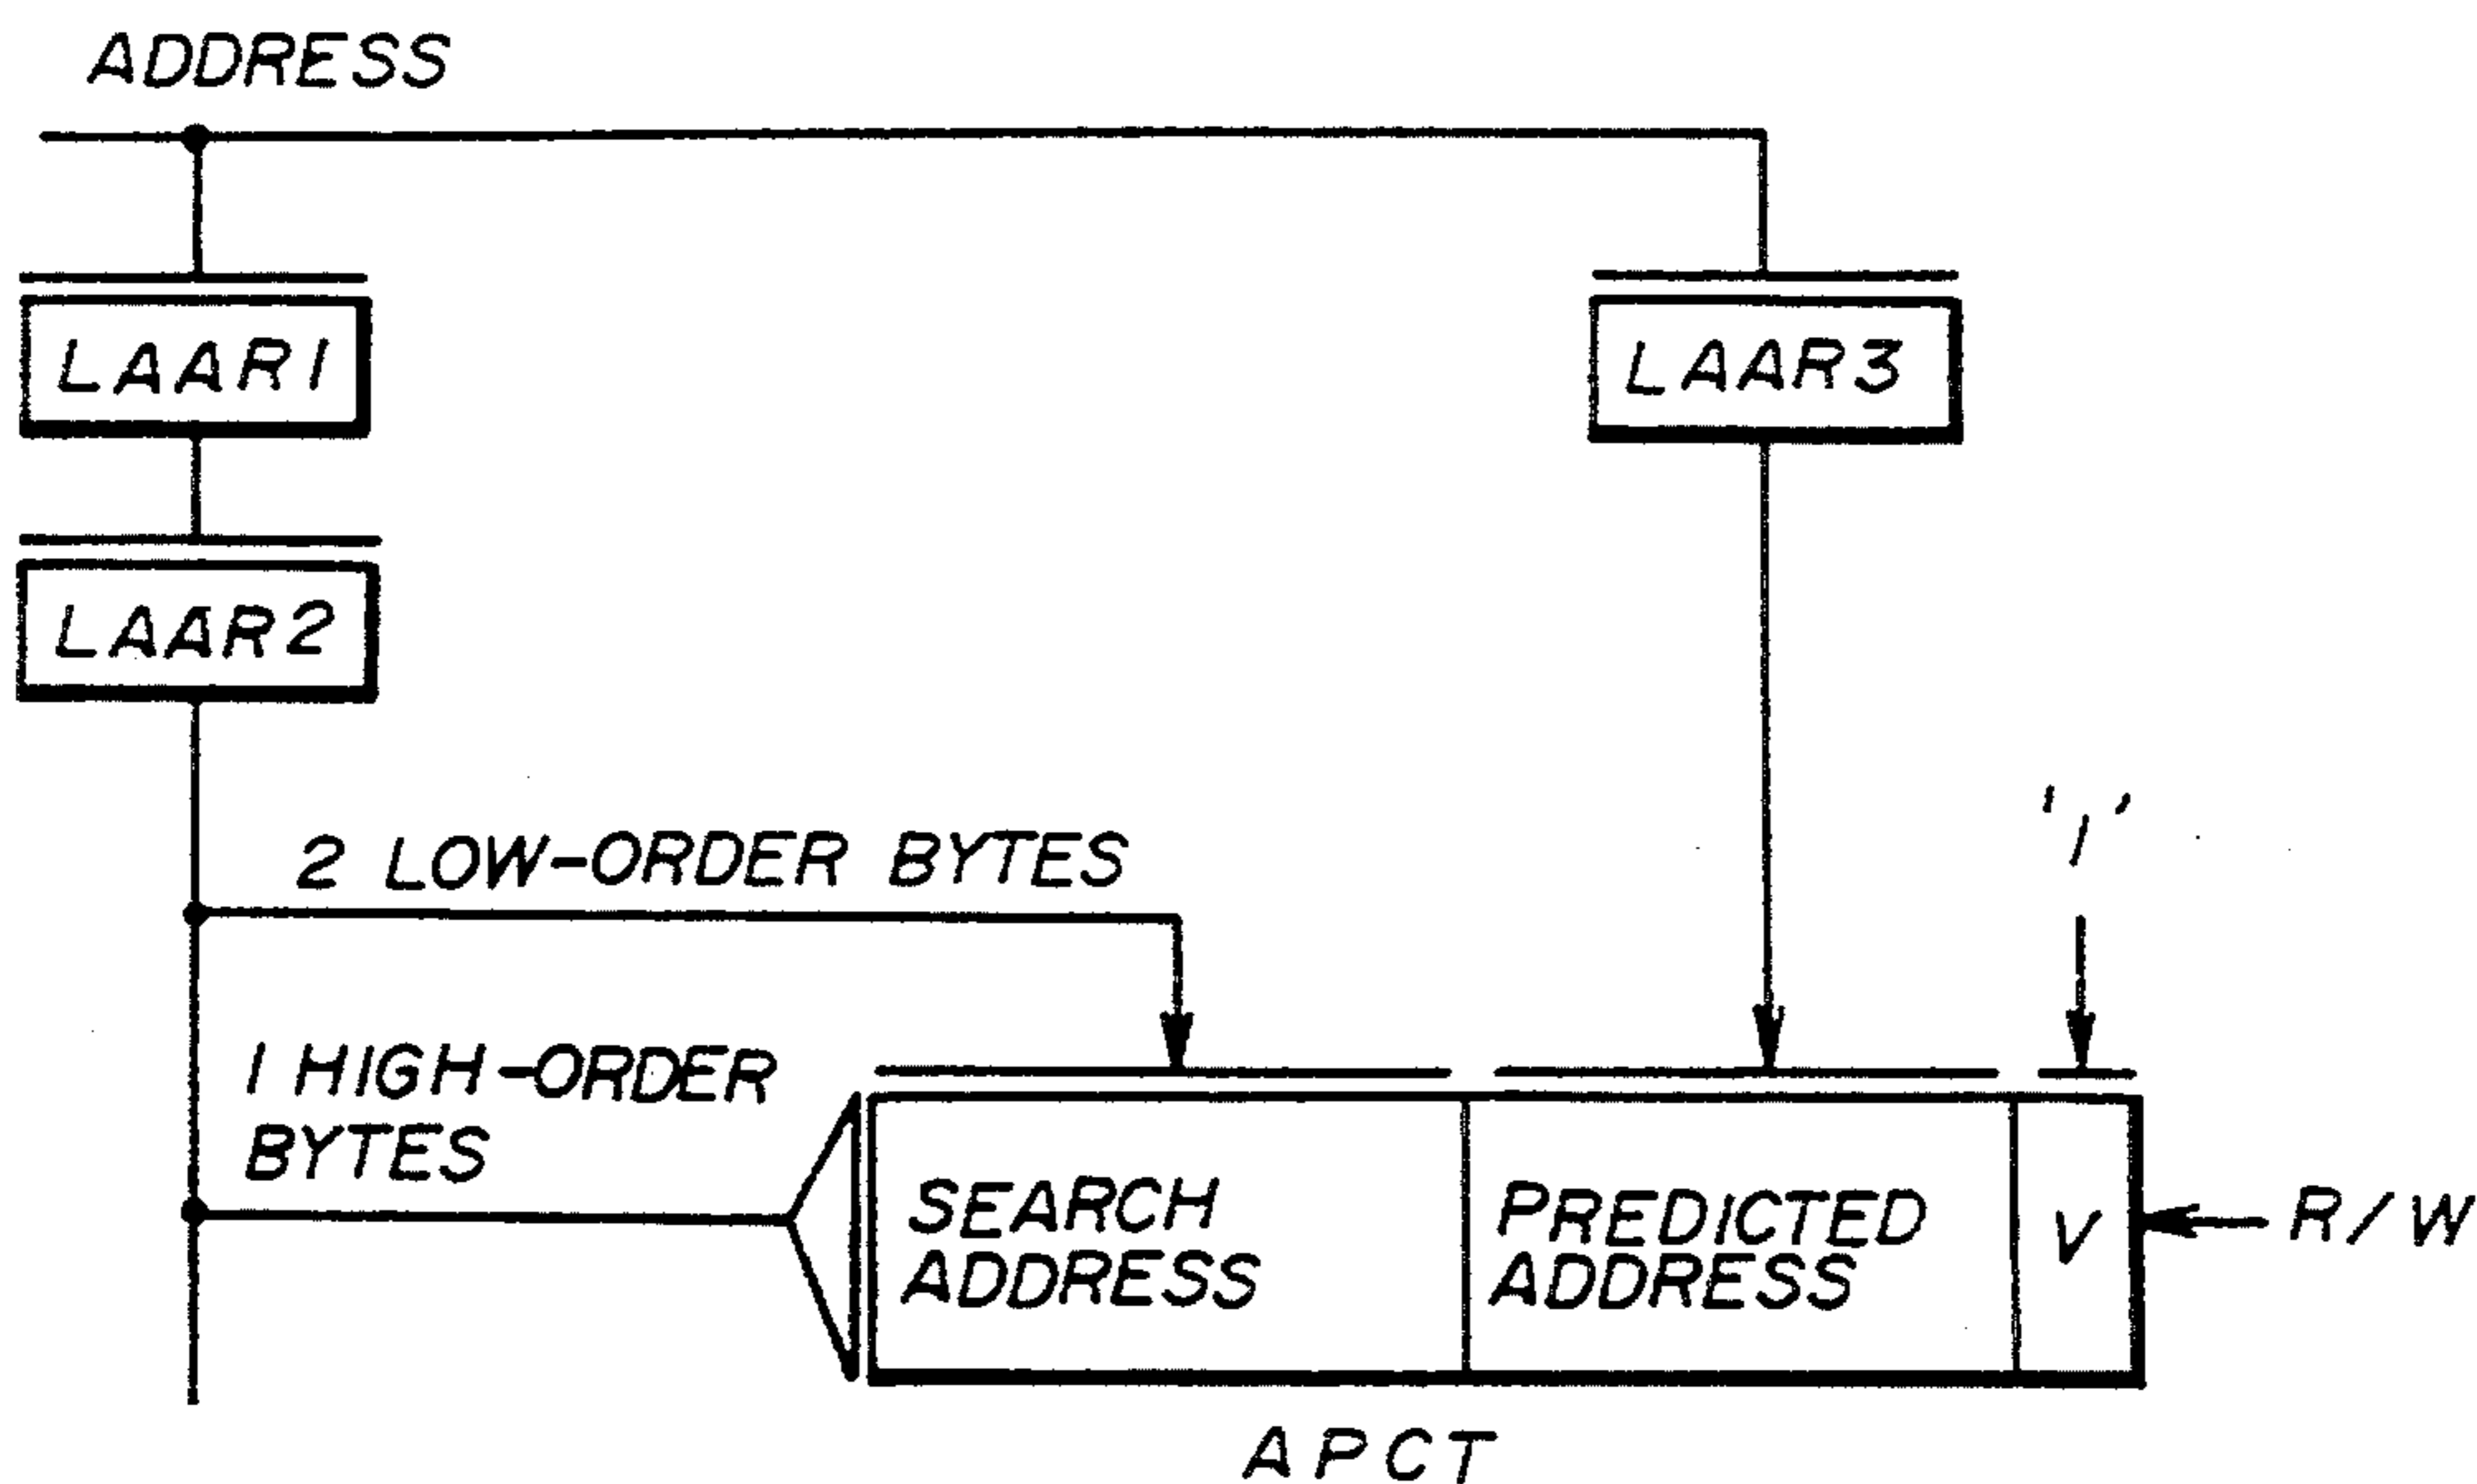 ADDRESS
LAAR1
LAAR3
LAAR2
'1'
2 LOW-ORDER BYTES
1 HIGH-ORDER
BYTES
SEARCH
ADDRESS
PREDICTED
ADDRESS
V
R/W
APCT